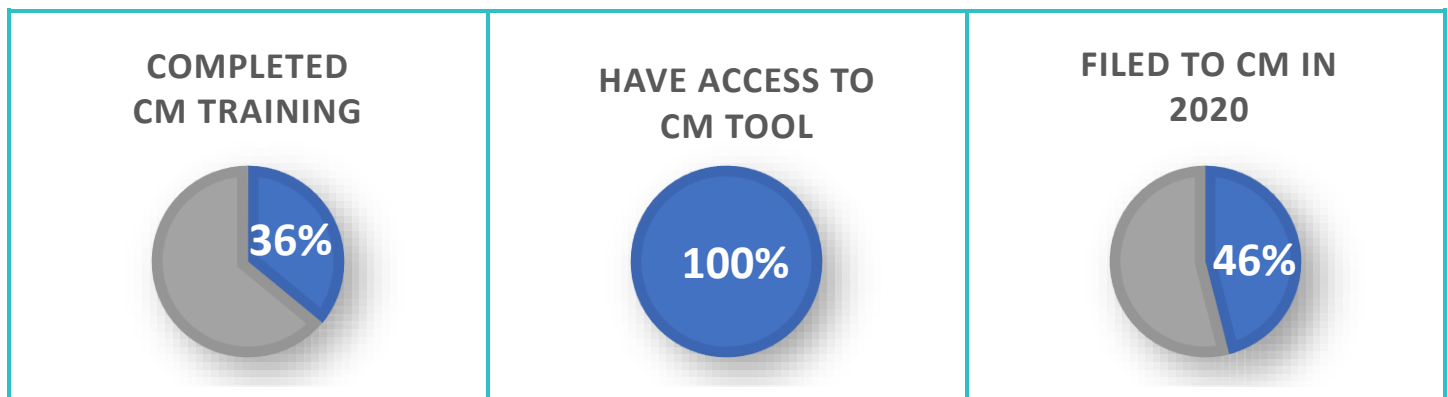 COMPLETED
CM TRAINING
36%
HAVE ACCESS TO
CM TOOL
100%
FILED TO CM IN
2020
46%